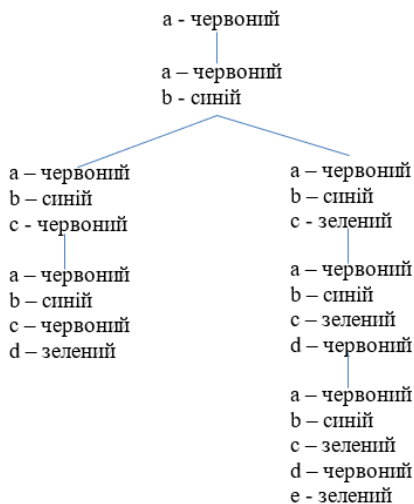 a - червоний
a – червоний
b - синій
a – червоний
b – синій
c - червоний
a – червоний
b – синій
c - зелений
a – червоний
b – синій
c – червоний
d – зелений
a – червоний
b – синій
c – зелений
d – червоний
a – червоний
b – синій
c – зелений
d – червоний
e - зелений